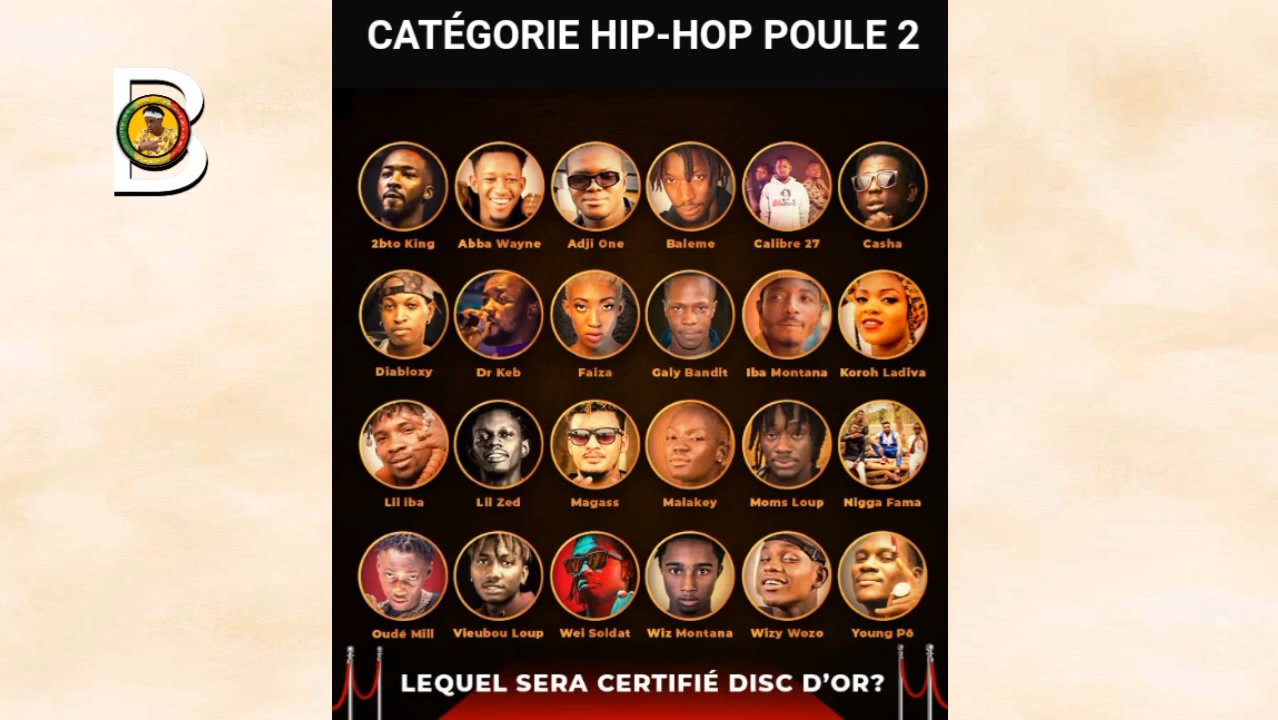 CATÉGORIE HIP-HOP POULE 2
B
2bto King Abba Wayne Adji One Baleme Calibre 27 Casha
Diabloxy Dr Keb Faiza Galy Bandit Iba Montana Koroh Ladiva
Lil iba Lil Zed Magass Malakey Moms Loup Nigga Fama
Oudé Mill Vieubou Loup Wei Soldat Wiz Montana Wizy Wozo Young Pô
LEQUEL SERA CERTIFIÉ DISC D’OR?